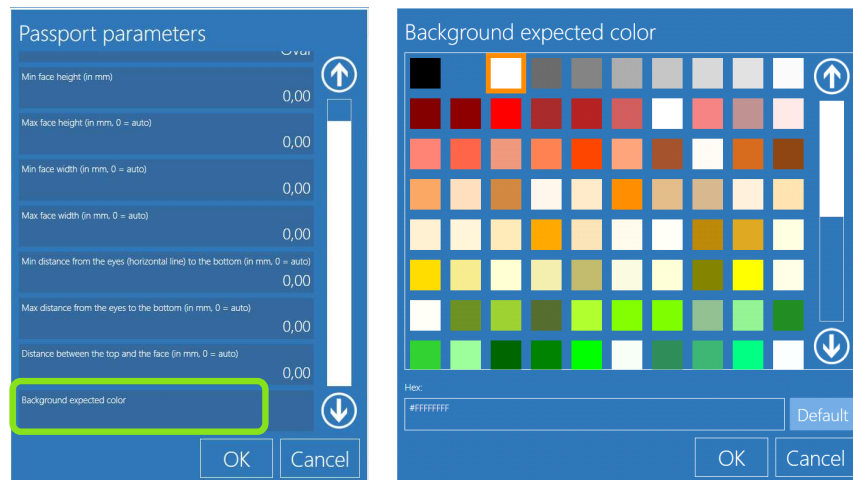 Passport parameters
Oval
Min face height (in mm)
0,00
Max face height (in mm, 0 = auto)
0,00
Min face width (in mm, 0 = auto)
0,00
Max face width (in mm, 0 = auto)
0,00
Min distance from the eyes (horizontal line) to the bottom (in mm, 0 = auto)
0,00
Max distance from the eyes to the bottom (in mm, 0 = auto)
0,00
Distance between the top and the face (in mm, 0 = auto)
0,00
Background expected color
OK
Cancel
Background expected color
Hex:
#FFFFFFFF
Default
OK
Cancel